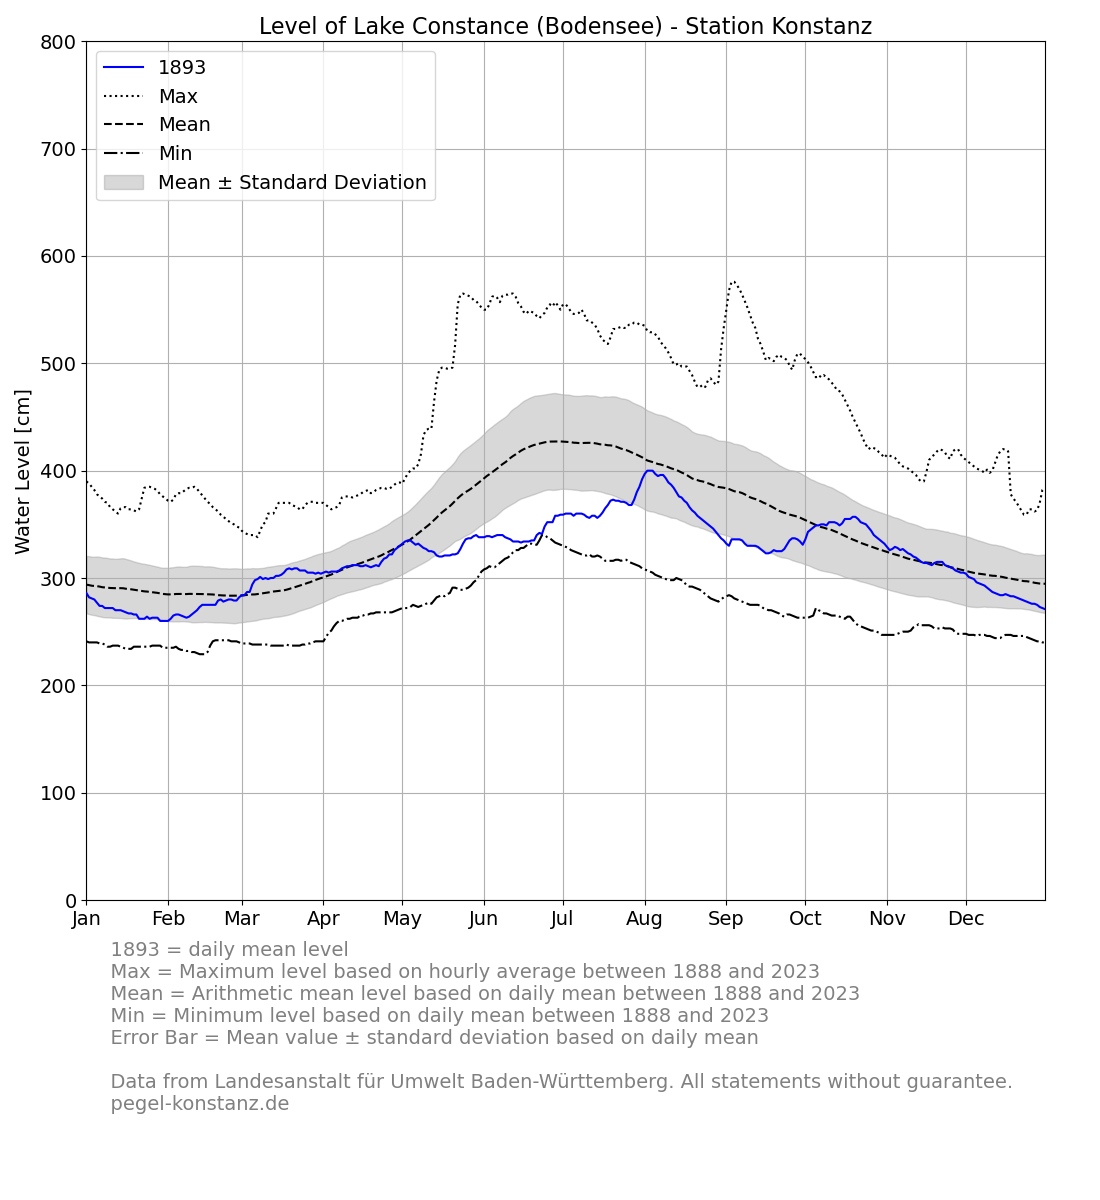 Level of Lake Constance (Bodensee) - Station Konstanz
800
700
600
500
400
300
200
100
0
Water Level [cm]
1893
Max
Mean
Min
Mean ± Standard Deviation
Jan Feb Mar Apr May Jun Jul Aug Sep Oct Nov Dec
1893 = daily mean level
Max = Maximum level based on hourly average between 1888 and 2023
Mean = Arithmetic mean level based on daily mean between 1888 and 2023
Min = Minimum level based on daily mean between 1888 and 2023
Error Bar = Mean value ± standard deviation based on daily mean
Data from Landesanstalt für Umwelt Baden-Württemberg. All statements without guarantee.
pegel-konstanz.de